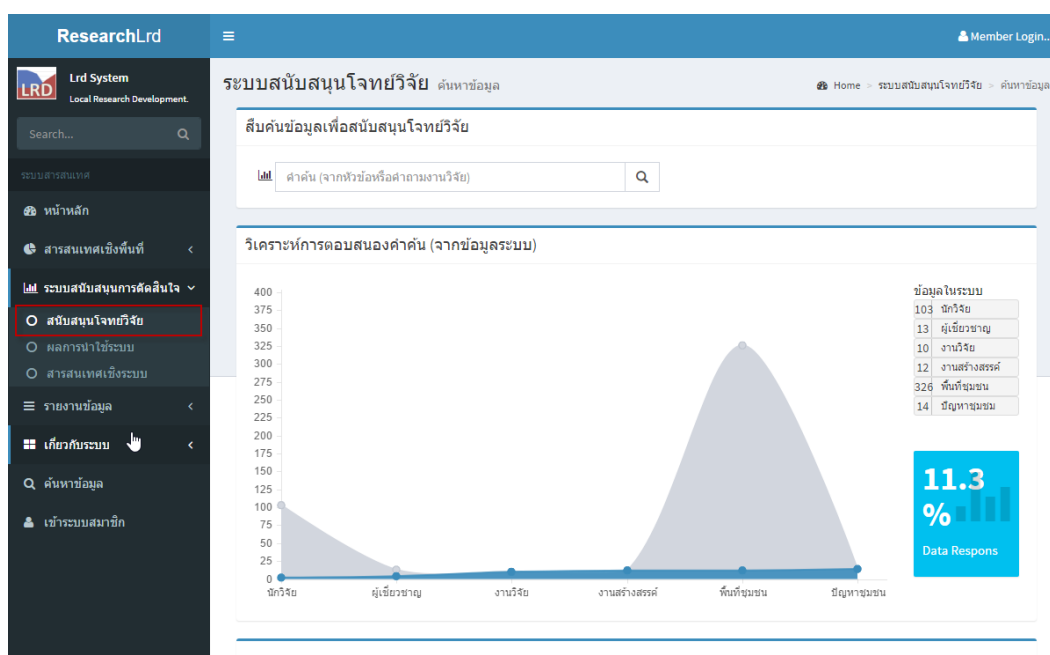 ResearchLrd
Member Login..
LRD
Lrd System
Local Research Development.
Search...
ระบบสารสนเทศ
หน้าหลัก
สารสนเทศเชิงพื้นที่
ระบบสนับสนุนการตัดสินใจ
สนับสนุนโจทย์วิจัย
ผลการนำใช้ระบบ
สารสนเทศเชิงระบบ
รายงานข้อมูล
เกี่ยวกับระบบ
ค้นหาข้อมูล
เข้าระบบสมาชิก
ระบบสนับสนุนโจทย์วิจัย ค้นหาข้อมูล
Home > ระบบสนับสนุนโจทย์วิจัย > ค้นหาข้อมูล
สืบค้นข้อมูลเพื่อสนับสนุนโจทย์วิจัย
คำค้น (จากหัวข้อหรือคำถามงานวิจัย)
วิเคราะห์การตอบสนองคำค้น (จากข้อมูลระบบ)
400
375
350
325
300
275
250
225
200
175
150
125
100
75
50
25
0
นักวิจัย ผู้เชี่ยวชาญ งานวิจัย งานสร้างสรรค์ พื้นที่ชุมชน ปัญหาชุมชน
ข้อมูลในระบบ
103 นักวิจัย
13 ผู้เชี่ยวชาญ
10 งานวิจัย
12 งานสร้างสรรค์
326 พื้นที่ชุมชน
14 ปัญหาชุมชม
11.3
%
Data Respons